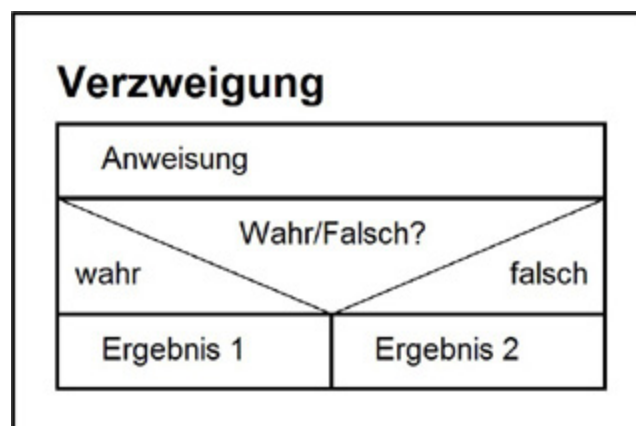 Verzweigung
Anweisung
Wahr/Falsch?
wahr
falsch
Ergebnis 1
Ergebnis 2